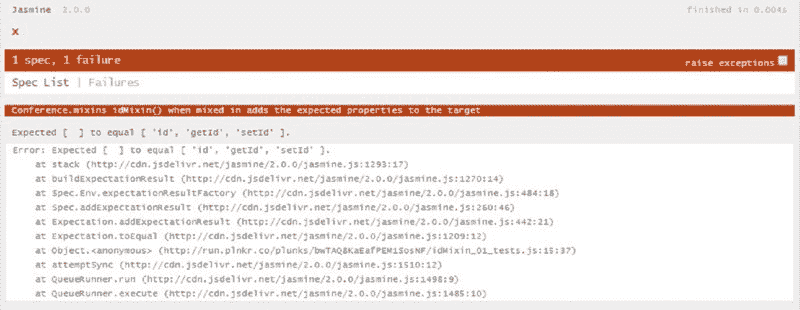 Jasmine 2.0.0 finished in 0.004s
x
1 spec, 1 failure raise exceptions
Spec List | Failures
Conference.mixins idMixin() when mixed in adds the expected properties to the target
Expected [  ] to equal [ 'id', 'getId', 'setId' ].
Error: Expected [  ] to equal [ 'id', 'getId', 'setId' ].
at stack (http://cdn.jsdelivr.net/jasmine/2.0.0/jasmine.js:1293:17)
at buildExpectationResult (http://cdn.jsdelivr.net/jasmine/2.0.0/jasmine.js:1270:14)
at Spec.Env.expectationResultFactory (http://cdn.jsdelivr.net/jasmine/2.0.0/jasmine.js:484:18)
at Spec.addExpectationResult (http://cdn.jsdelivr.net/jasmine/2.0.0/jasmine.js:260:46)
at Expectation.addExpectationResult (http://cdn.jsdelivr.net/jasmine/2.0.0/jasmine.js:442:21)
at Expectation.toEqual (http://cdn.jsdelivr.net/jasmine/2.0.0/jasmine.js:1209:12)
at Object.<anonymous> (http://run.plnkr.co/plunks/bwTAQ8KaEafPEM1SosNF/idMixin_01_tests.js:15:37)
at attemptSync (http://cdn.jsdelivr.net/jasmine/2.0.0/jasmine.js:1510:12)
at QueueRunner.run (http://cdn.jsdelivr.net/jasmine/2.0.0/jasmine.js:1498:9)
at QueueRunner.execute (http://cdn.jsdelivr.net/jasmine/2.0.0/jasmine.js:1485:10)